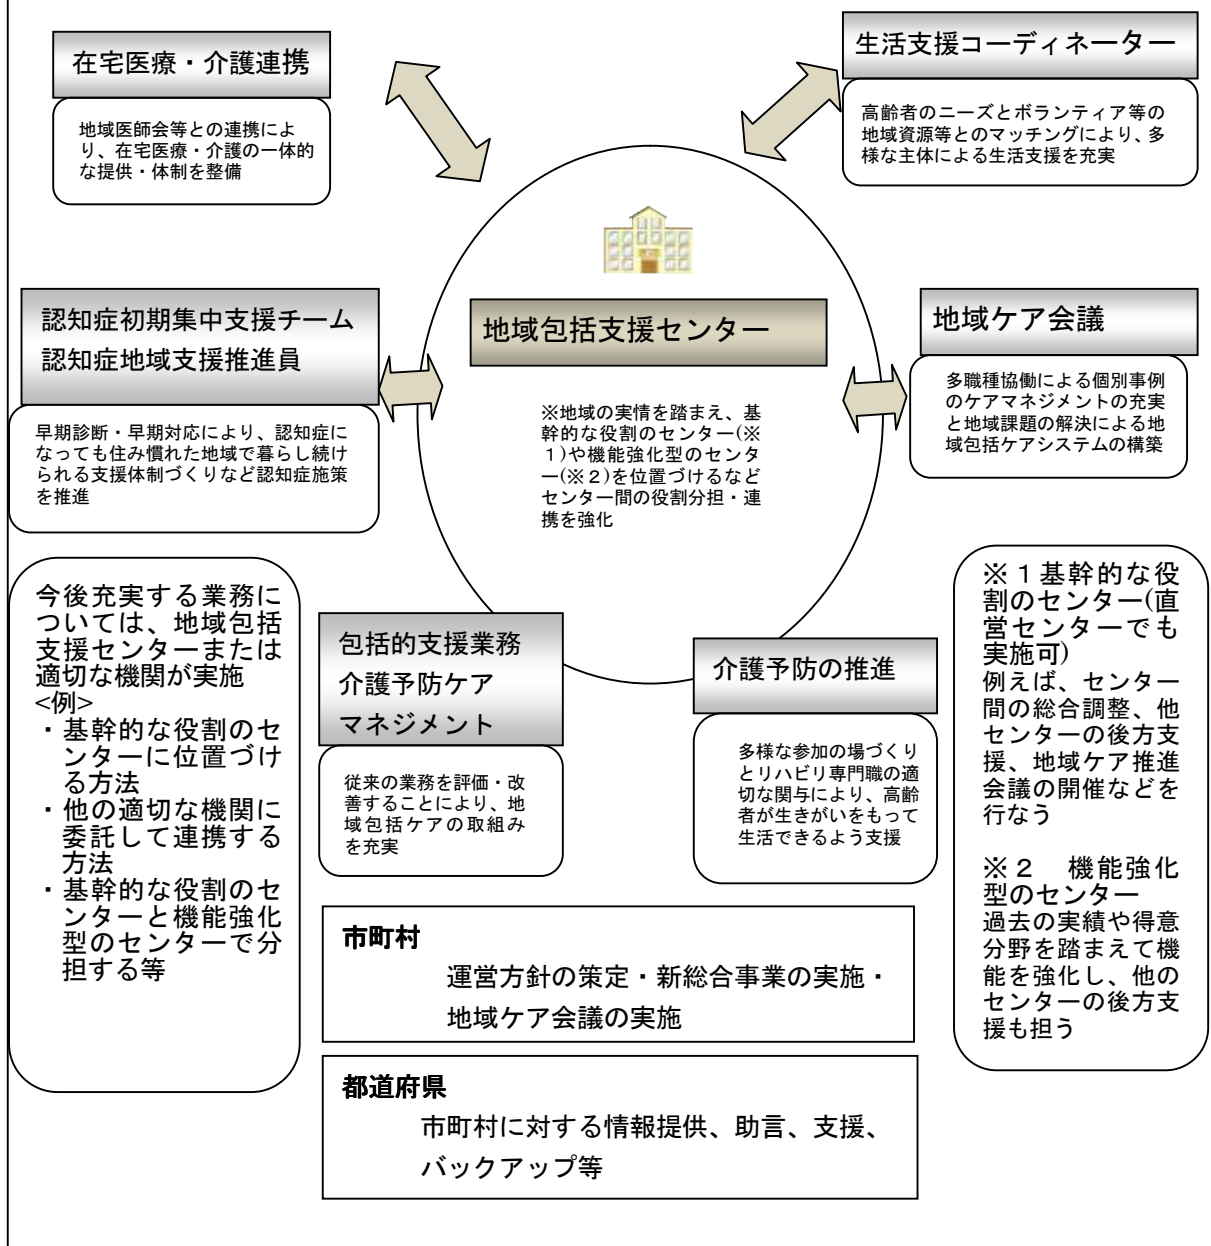 在宅医療・介護連携
地域医師会等との連携によ
り、在宅医療・介護の一体的
な提供・体制を整備
生活支援コーディネーター
高齢者のニーズとボランティア等の
地域資源等とのマッチングにより、多
様な主体による生活支援を充実
認知症初期集中支援チーム
認知症地域支援推進員
早期診断・早期対応により、認知症に
なっても住み慣れた地域で暮らし続け
られる支援体制づくりなど認知症施策
を推進
地域包括支援センター
※地域の実情を踏まえ、基
幹的な役割のセンター(※
１)や機能強化型のセンタ
ー(※２)を位置づけるなど
センター間の役割分担・連
携を強化
地域ケア会議
多職種協働による個別事例
のケアマネジメントの充実
と地域課題の解決による地
域包括ケアシステムの構築
今後充実する業務に
ついては、地域包括
支援センターまたは
適切な機関が実施
<例>
・基幹的な役割のセ
ンターに位置づけ
る方法
・他の適切な機関に
委託して連携する
方法
・基幹的な役割のセ
ンターと機能強化
型のセンターで分
担する等
包括的支援業務
介護予防ケア
マネジメント
従来の業務を評価・改
善することにより、地
域包括ケアの取組み
を充実
介護予防の推進
多様な参加の場づくり
とリハビリ専門職の適
切な関与により、高齢
者が生きがいをもって
生活できるよう支援
※１基幹的な役
割のセンター(直
営センターでも
実施可)
例えば、センター
間の総合調整、他
センターの後方支
援、地域ケア推進
会議の開催などを
行なう
※２　機能強化
型のセンター
過去の実績や得意
分野を踏まえて機
能を強化し、他の
センターの後方支
援も担う
市町村
運営方針の策定・新総合事業の実施・
地域ケア会議の実施
都道府県
市町村に対する情報提供、助言、支援、
バックアップ等